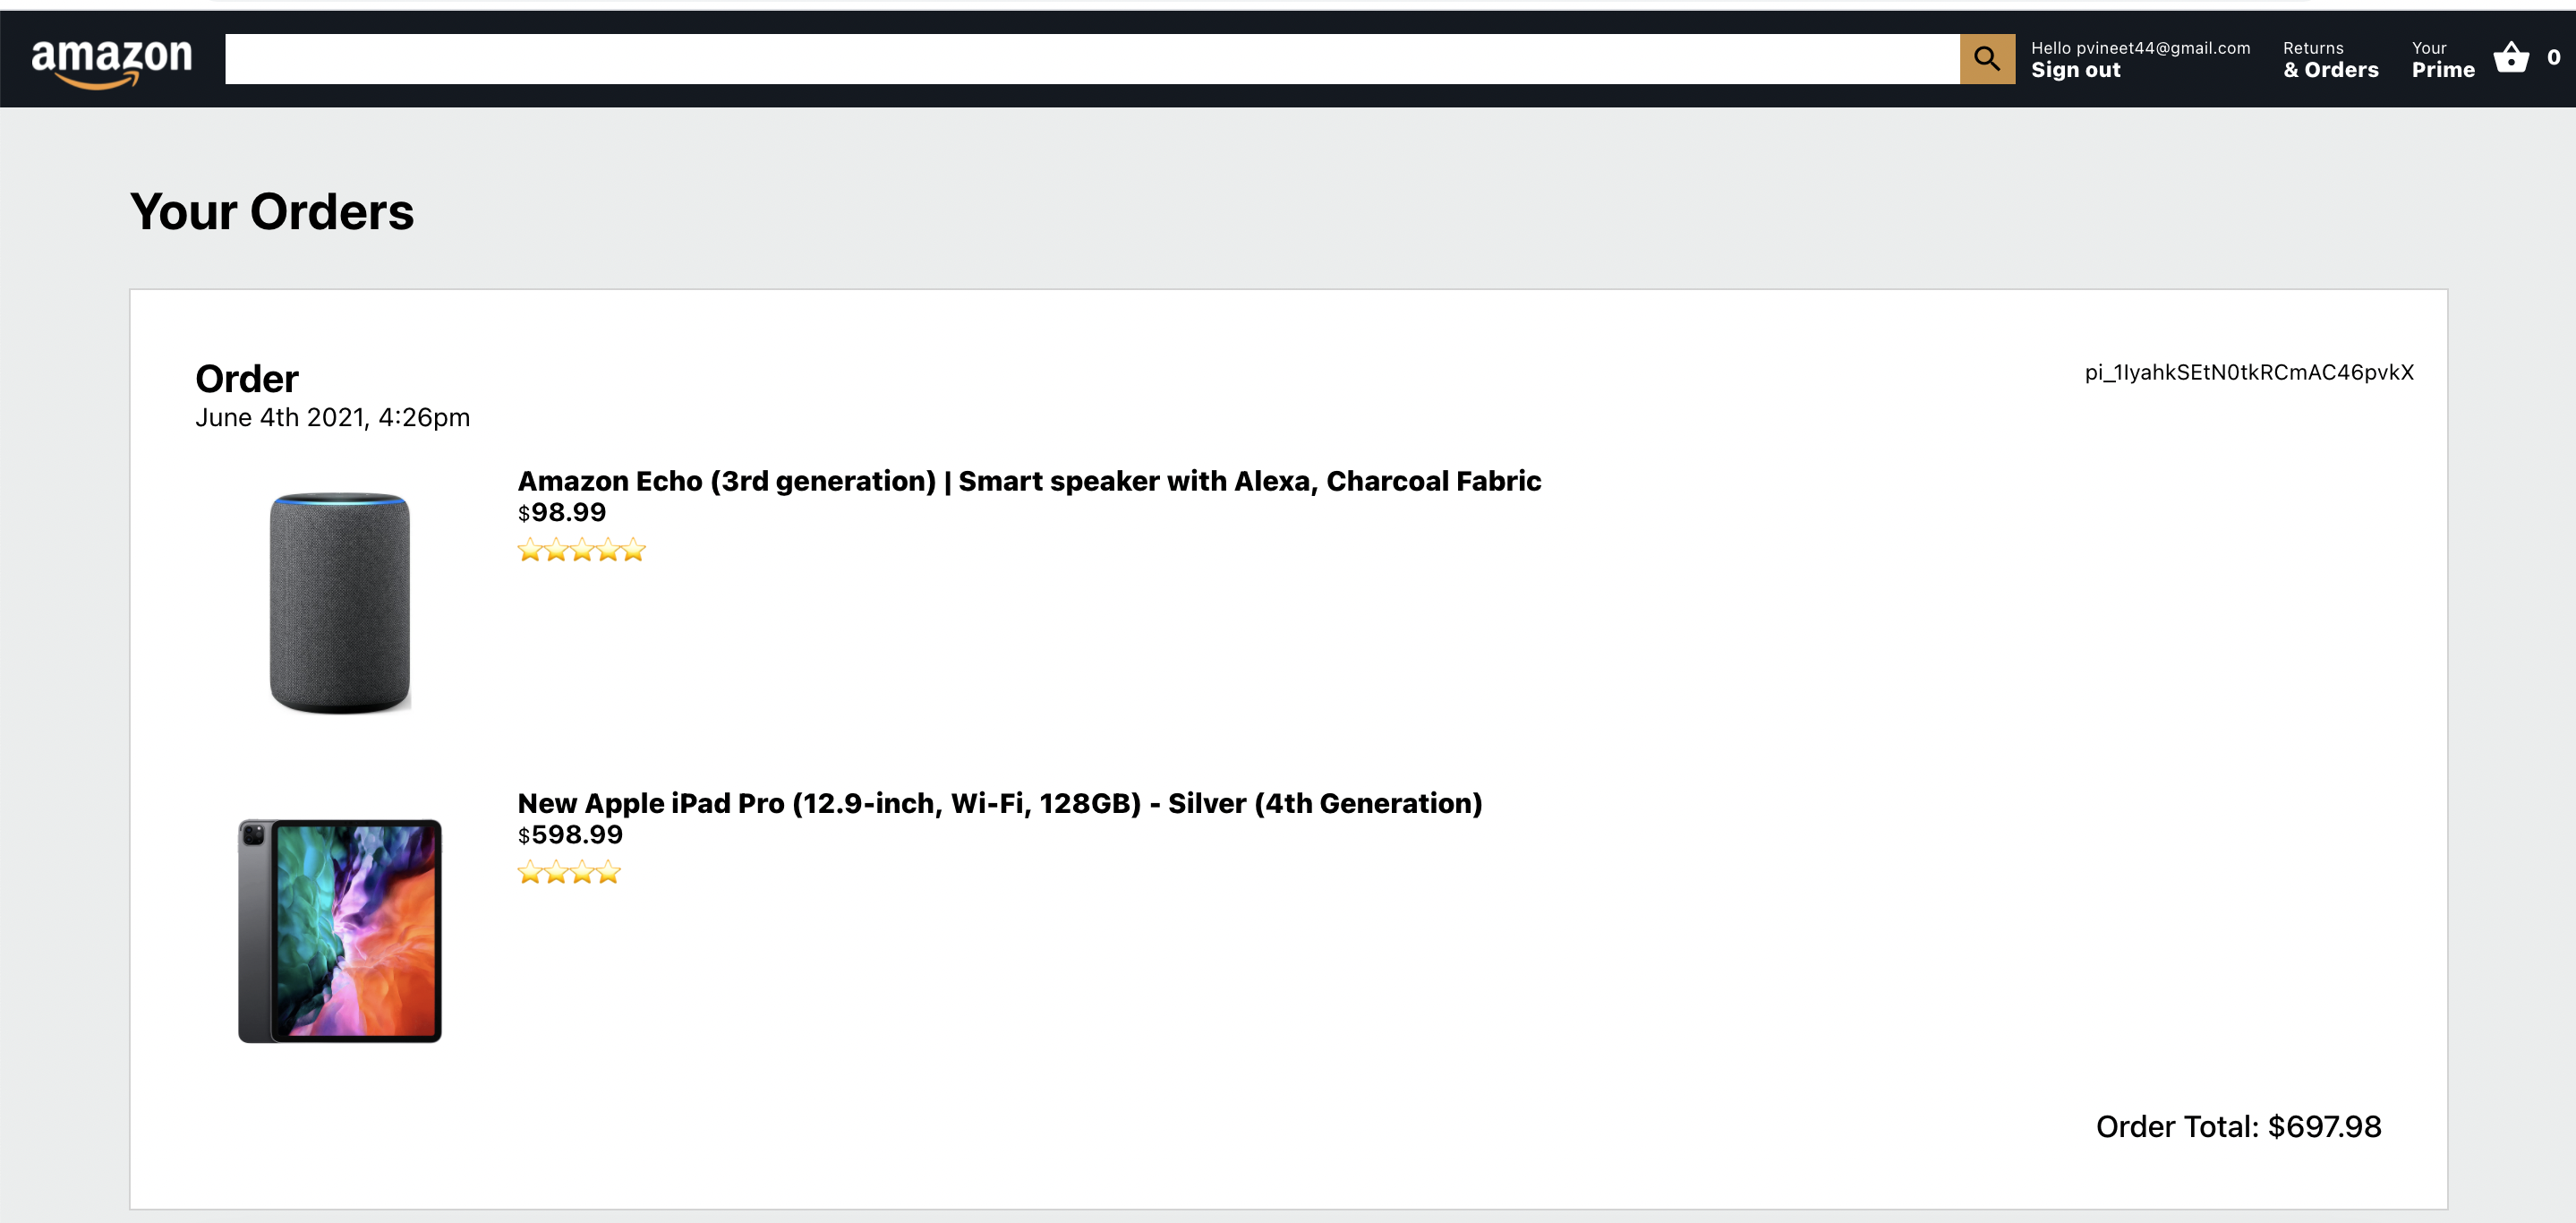 amazon
Hello pvineet44@gmail.com
Sign out
Returns
& Orders
Your
Prime
0
Your Orders
Order
pi_1IyahkSEtN0tkRCmAC46pvkX
June 4th 2021, 4:26pm
Amazon Echo (3rd generation) | Smart speaker with Alexa, Charcoal Fabric
$98.99
New Apple iPad Pro (12.9-inch, Wi-Fi, 128GB) - Silver (4th Generation)
$598.99
Order Total: $697.98